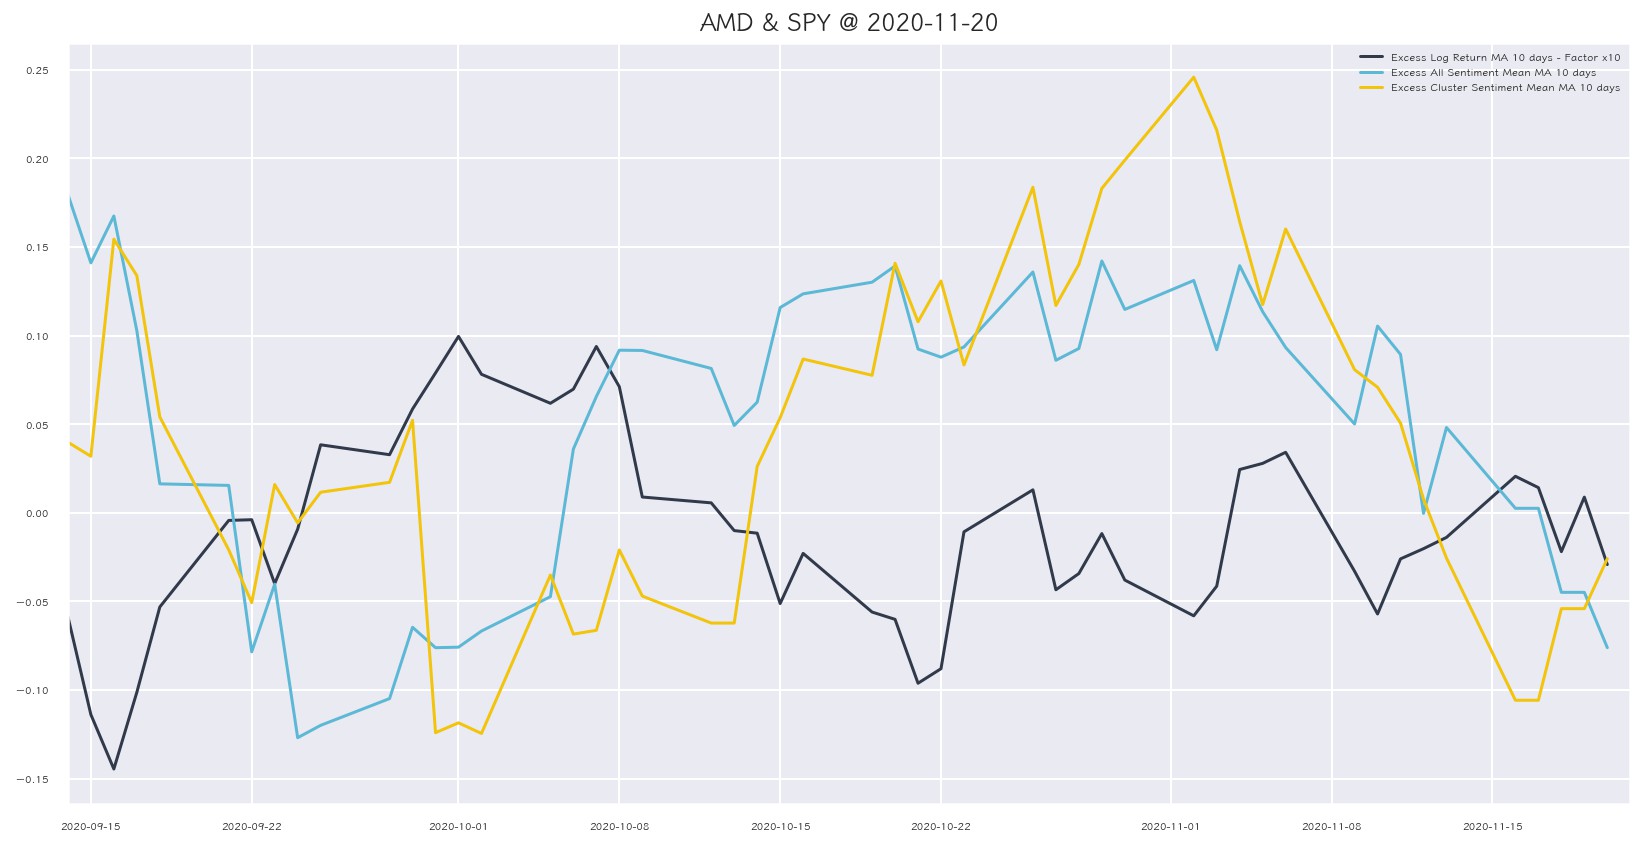 AMD & SPY @ 2020-11-20
Excess Log Return MA 10 days - Factor x10
Excess All Sentiment Mean MA 10 days
Excess Cluster Sentiment Mean MA 10 days
0.25
0.20
0.15
0.10
0.05
0.00
−0.05
−0.10
−0.15
2020-09-15 2020-09-22 2020-10-01 2020-10-08 2020-10-15 2020-10-22 2020-11-01 2020-11-08 2020-11-15